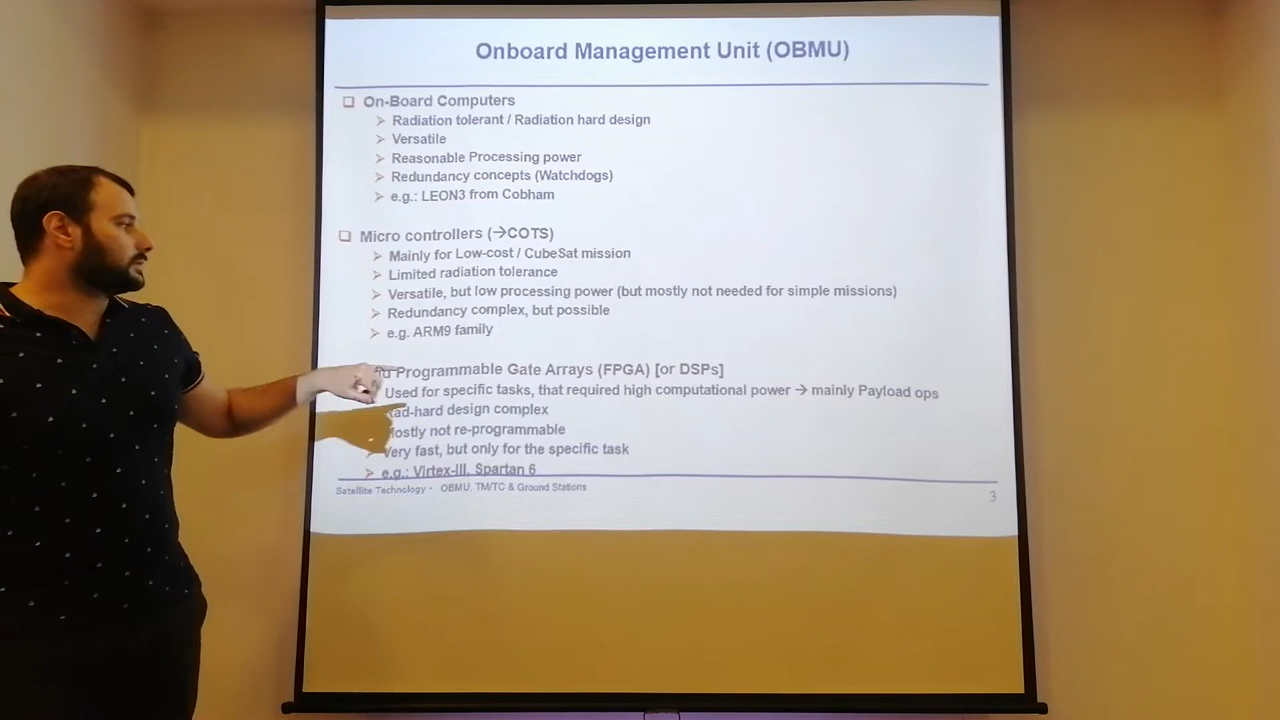 Onboard Management Unit (OBMU)
On-Board Computers
Radiation tolerant / Radiation hard design
Versatile
Reasonable Processing power
Redundancy concepts (Watchdogs)
e.g.: LEON3 from Cobham
Micro controllers (→COTS)
Mainly for Low-cost / CubeSat mission
Limited radiation tolerance
Versatile, but low processing power (but mostly not needed for simple missions)
Redundancy complex, but possible
e.g. ARM9 family
Programmable Gate Arrays (FPGA) [or DSPs]
Used for specific tasks, that required high computational power → mainly Payload ops
Rad-hard design complex
Mostly not re-programmable
Very fast, but only for the specific task
e.g.: Virtex-III, Spartan 6
Satellite Technology - OBMU, TM/TC & Ground Stations
3